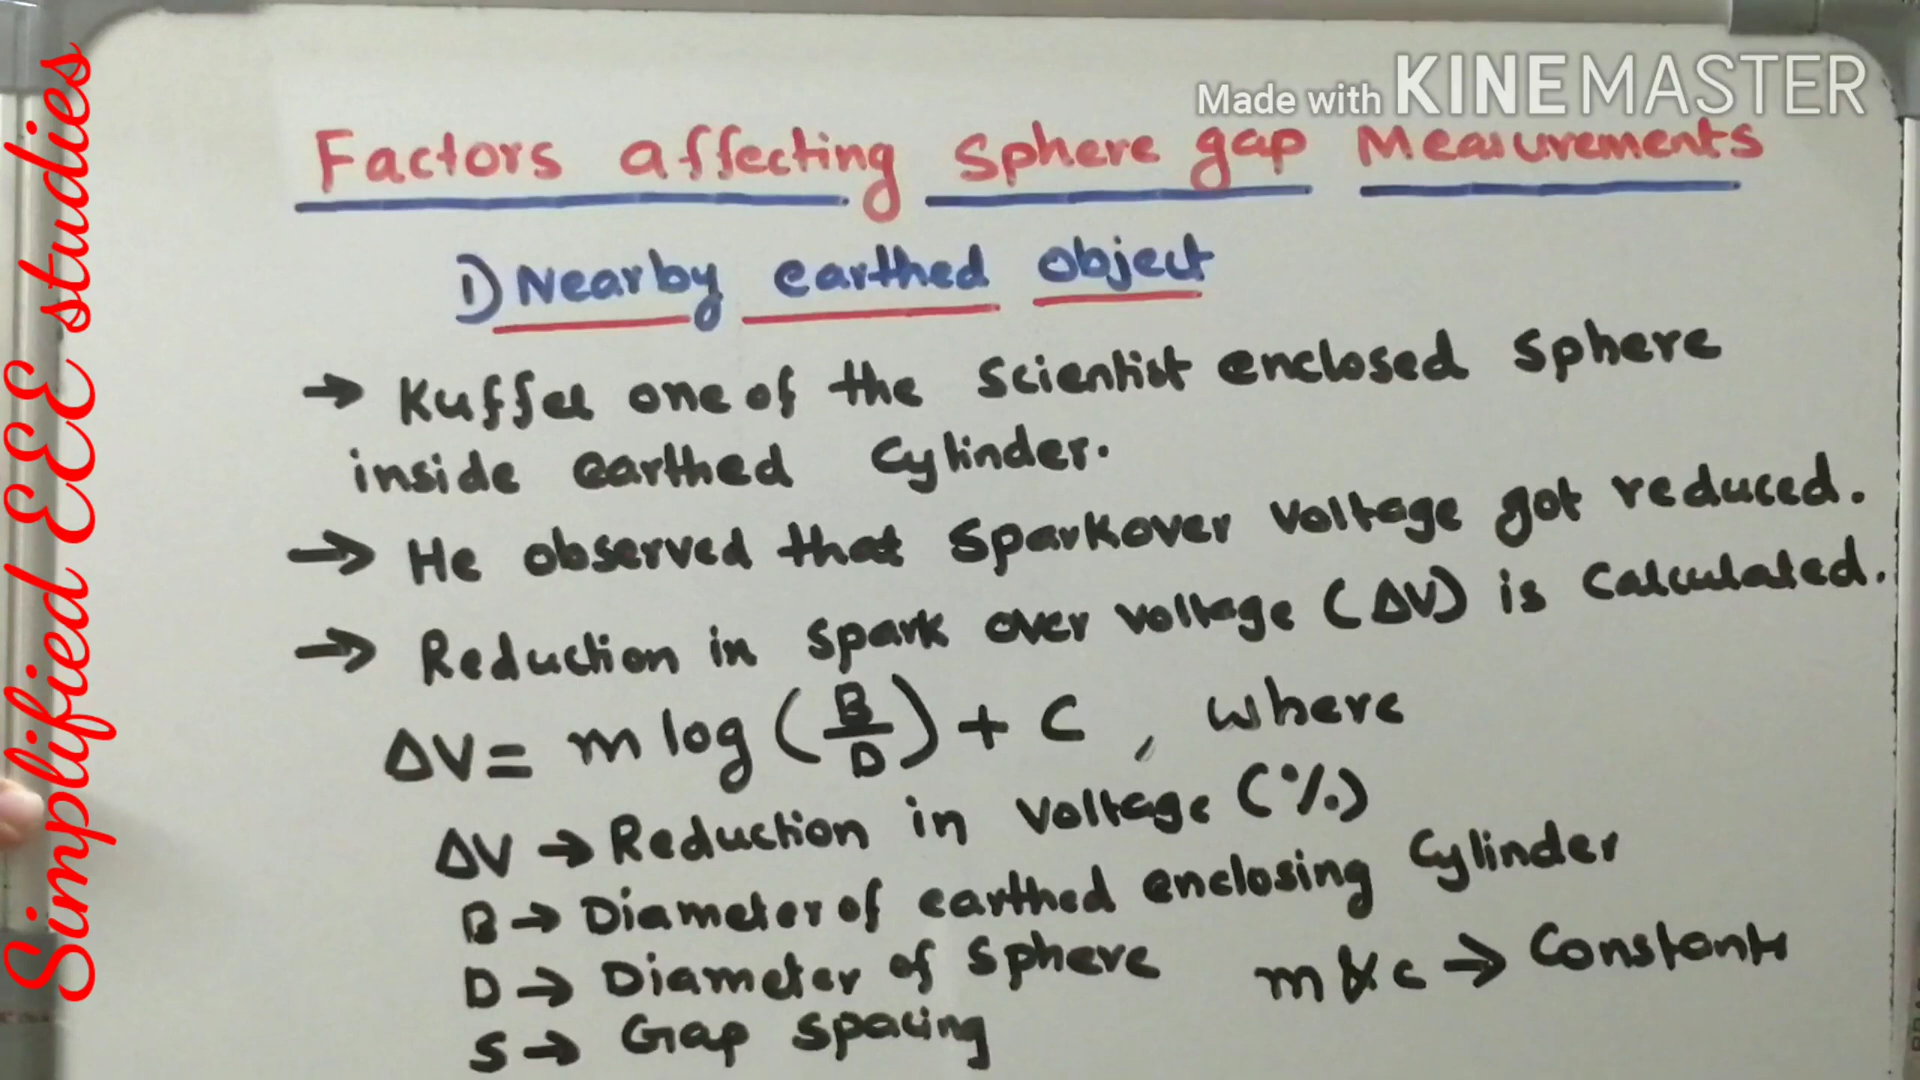 Made with KINEMASTER
Simplified EEE studies
Factors affecting Sphere gap Measurements
1) Nearby earthed object
→ Kuffel one of the Scientist enclosed Sphere
inside earthed Cylinder.
→ He observed that Sparkover Voltage got reduced.
→ Reduction in spark over voltage (ΔV) is Calculated.
ΔV = m log (B/D) + C , where
ΔV → Reduction in Voltage (%)
B → Diameter of earthed enclosing Cylinder
D → Diameter of Sphere m & c → Constants
S → Gap spacing